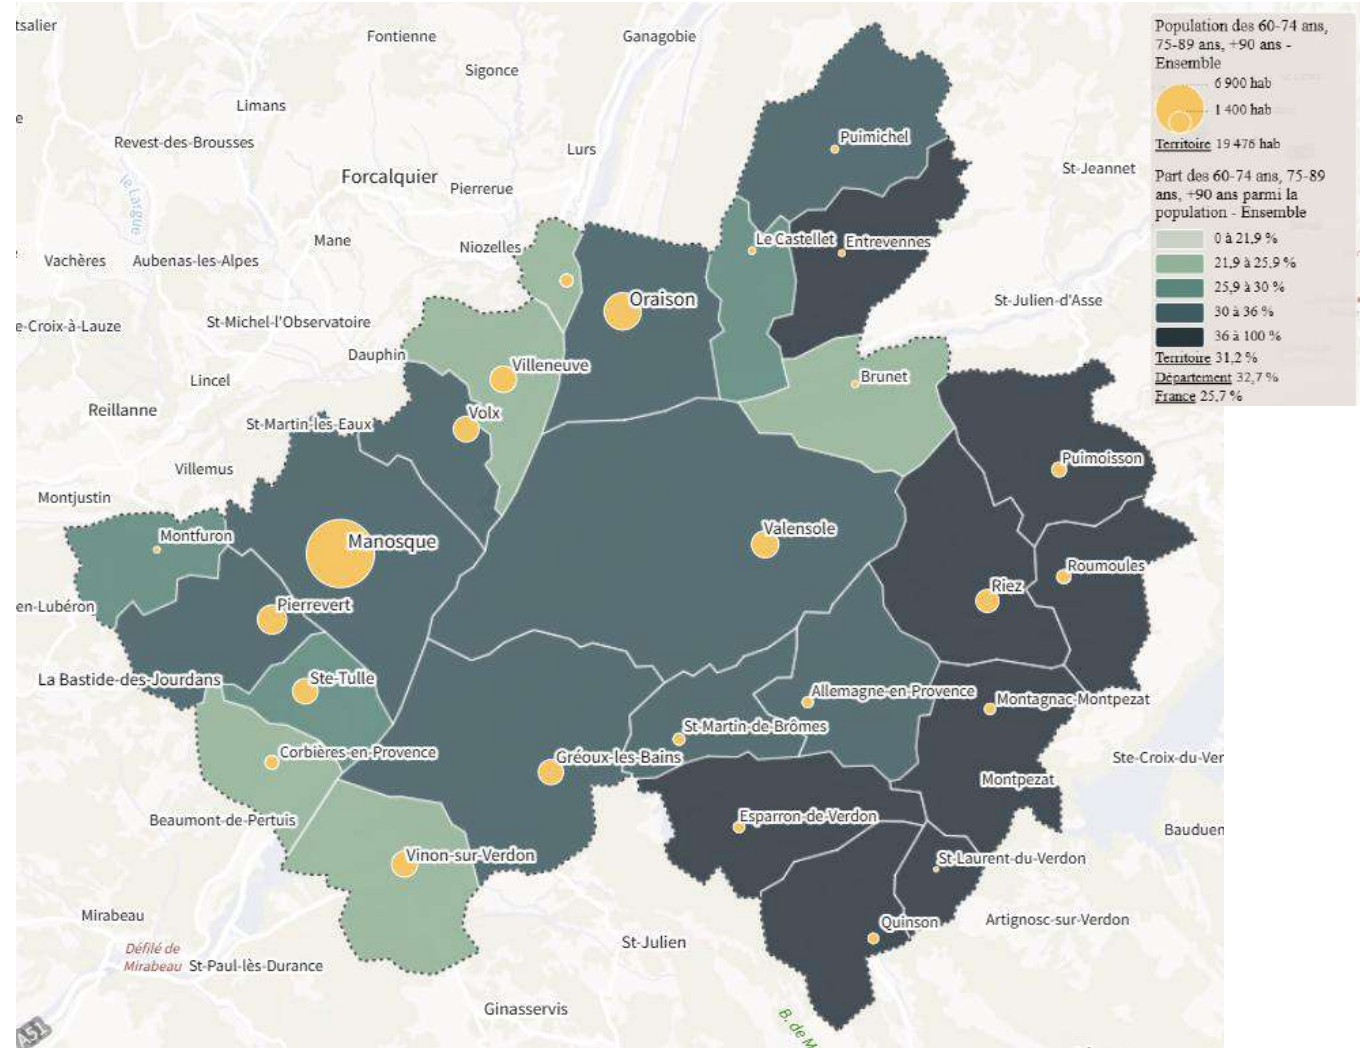 tsalier
Fontienne
Ganagobie
Sigonce
Limans
Revest-des-Brousses
Lurs
le Largue
Forcalquier
Pierrerue
Puimichel
St-Jeannet
Mane
Niozelles
Le Castellet
Entrevennes
Vachères
Aubenas-les-Alpes
Oraison
St-Julien-d'Asse
e-Croix-à-Lauze
St-Michel-l'Observatoire
Dauphin
Villeneuve
Lincel
Brunet
Reillanne
St-Martin-les-Eaux
Volx
Villemus
Puimoisson
Montjustin
Montfuron
Manosque
Valensole
Roumoules
Riez
en-Lubéron
Pierrevert
La Bastide-des-Jourdans
Ste-Tulle
Allemagne-en-Provence
Montagnac-Montpezat
St-Martin-de-Brômes
Corbières-en-Provence
Gréoux-les-Bains
Ste-Croix-du-Ver
Montpezat
Beaumont-de-Pertuis
Esparron-de-Verdon
Bauduen
Vinon-sur-Verdon
St-Laurent-du-Verdon
Mirabeau
Quinson
Artignosc-sur-Verdon
Défilé de
Mirabeau
St-Paul-lès-Durance
St-Julien
Ginasservis
B. de M
A51
Population des 60-74 ans,
75-89 ans, +90 ans -
Ensemble
6 900 hab
1 400 hab
Territoire 19 476 hab
Part des 60-74 ans, 75-89
ans, +90 ans parmi la
population - Ensemble
0 à 21,9 %
21,9 à 25,9 %
25,9 à 30 %
30 à 36 %
36 à 100 %
Territoire 31,2 %
Département 32,7 %
France 25,7 %